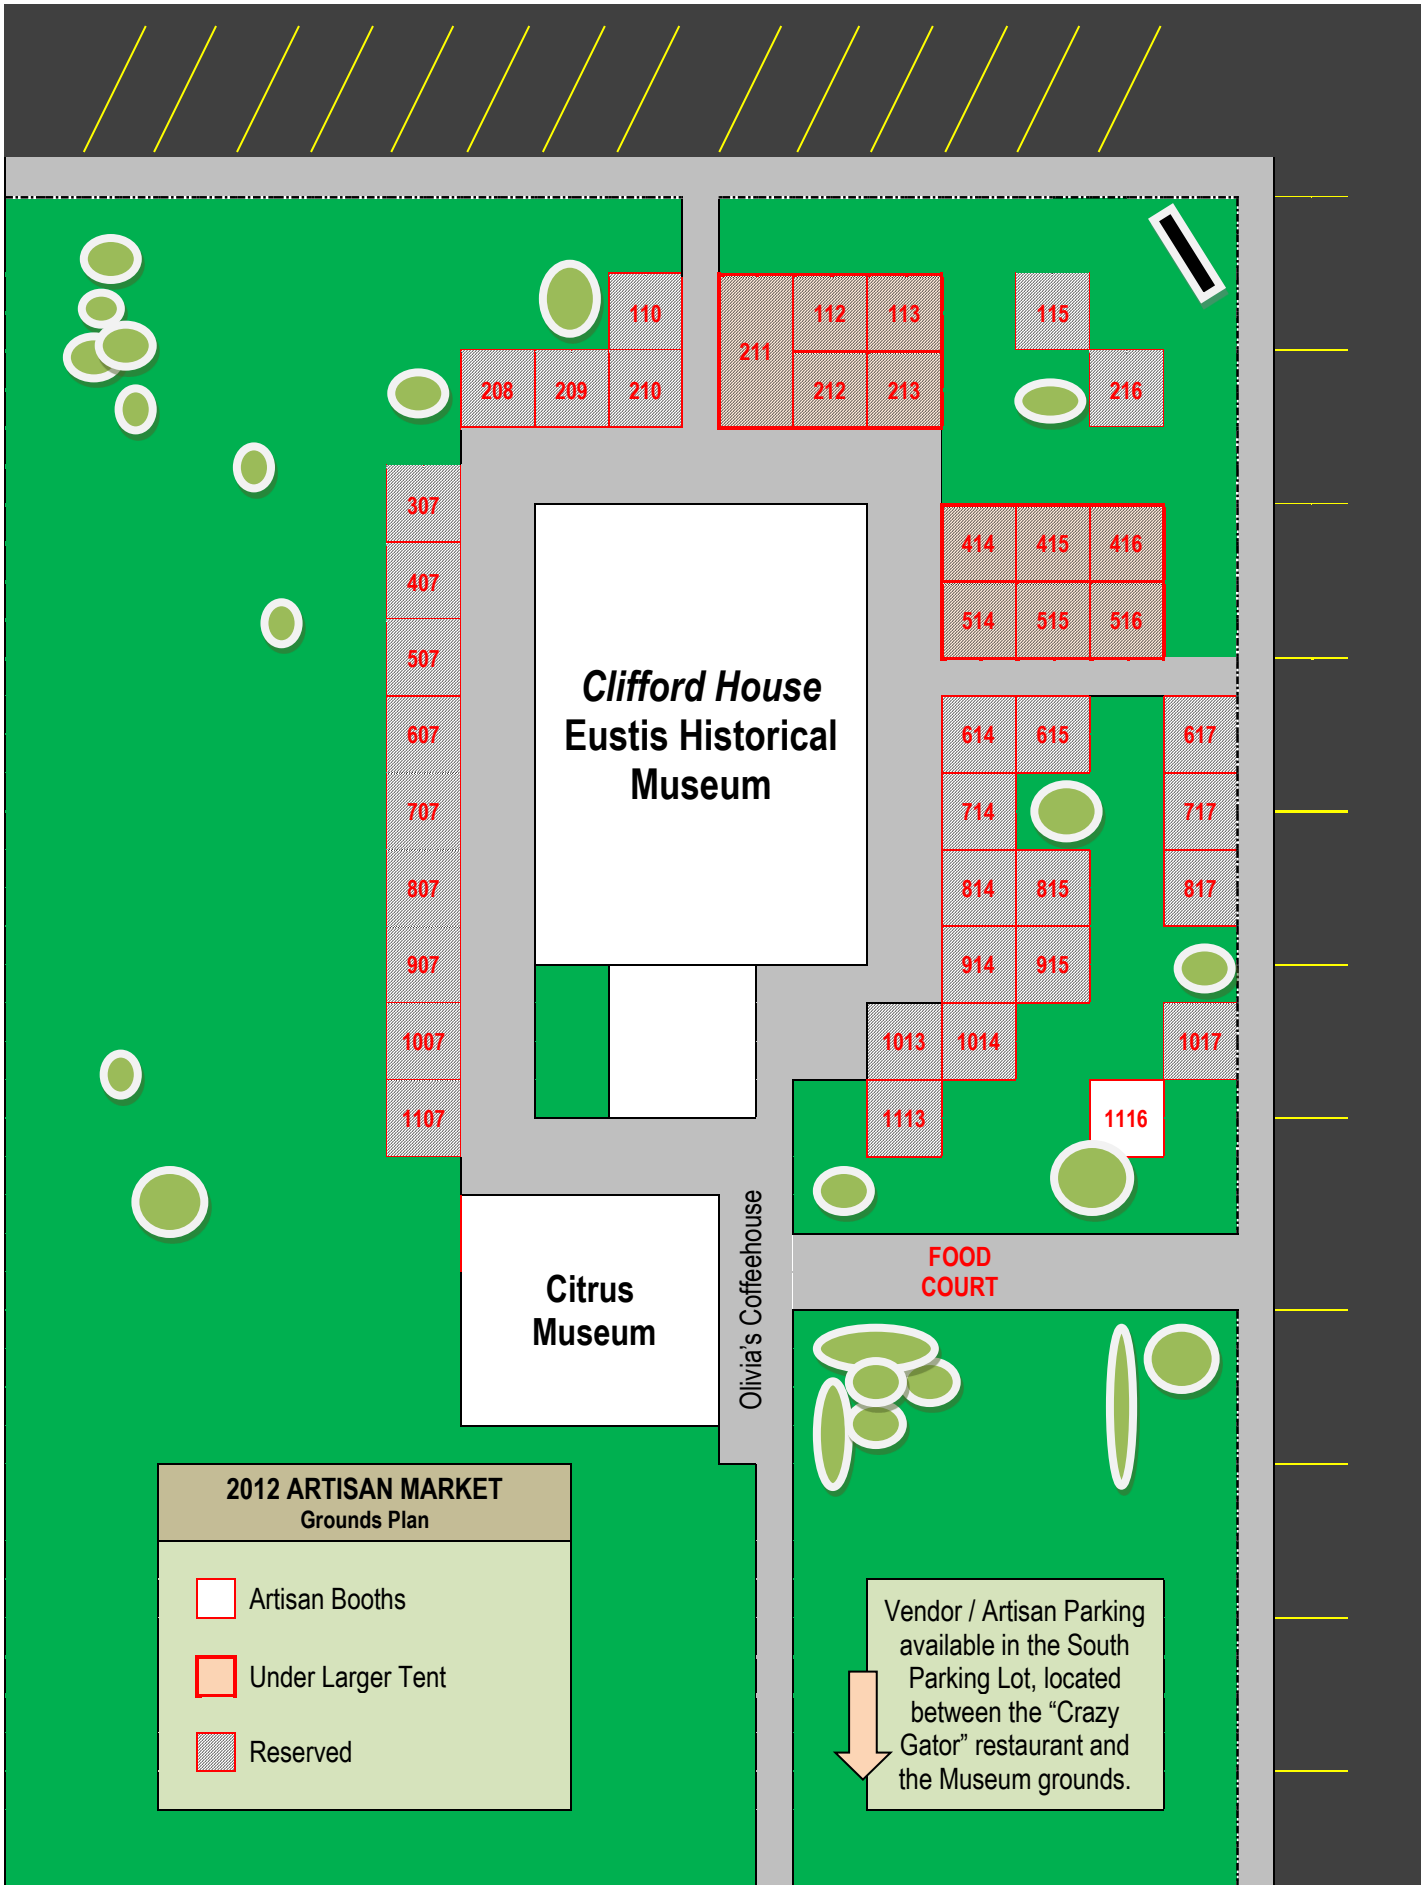 110
112
113
115
211
208
209
210
212
213
216
307
414
415
416
407
507
514
515
516
Clifford House
Eustis Historical
Museum
607
614
615
617
707
714
717
807
814
815
817
907
914
915
1007
1013
1014
1017
1107
1113
1116
Olivia's Coffeehouse
FOOD
COURT
Citrus
Museum
2012 ARTISAN MARKET
Grounds Plan
Artisan Booths
Under Larger Tent
Reserved
Vendor / Artisan Parking
available in the South
Parking Lot, located
between the “Crazy
Gator” restaurant and
the Museum grounds.